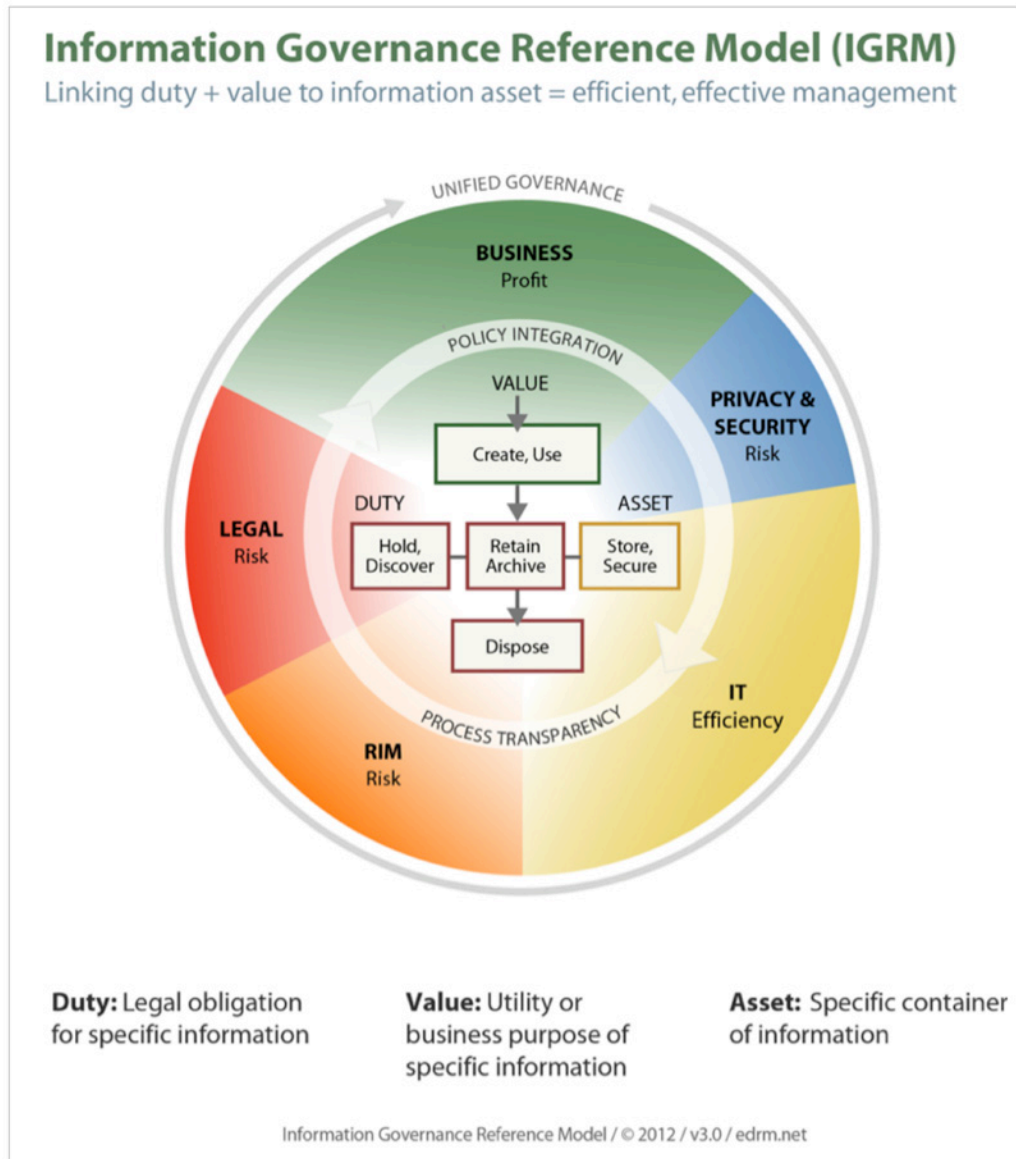 Information Governance Reference Model (IGRM)
Linking duty + value to information asset = efficient, effective management
UNIFIED GOVERNANCE
BUSINESS
Profit
POLICY INTEGRATION
VALUE
Create, Use
PRIVACY &
SECURITY
Risk
DUTY
ASSET
LEGAL
Risk
Hold,
Discover
Retain
Archive
Store,
Secure
Dispose
IT
Efficiency
PROCESS TRANSPARENCY
RIM
Risk
Duty: Legal obligation
for specific information
Value: Utility or
business purpose of
specific information
Asset: Specific container
of information
Information Governance Reference Model / © 2012 / v3.0 / edrm.net